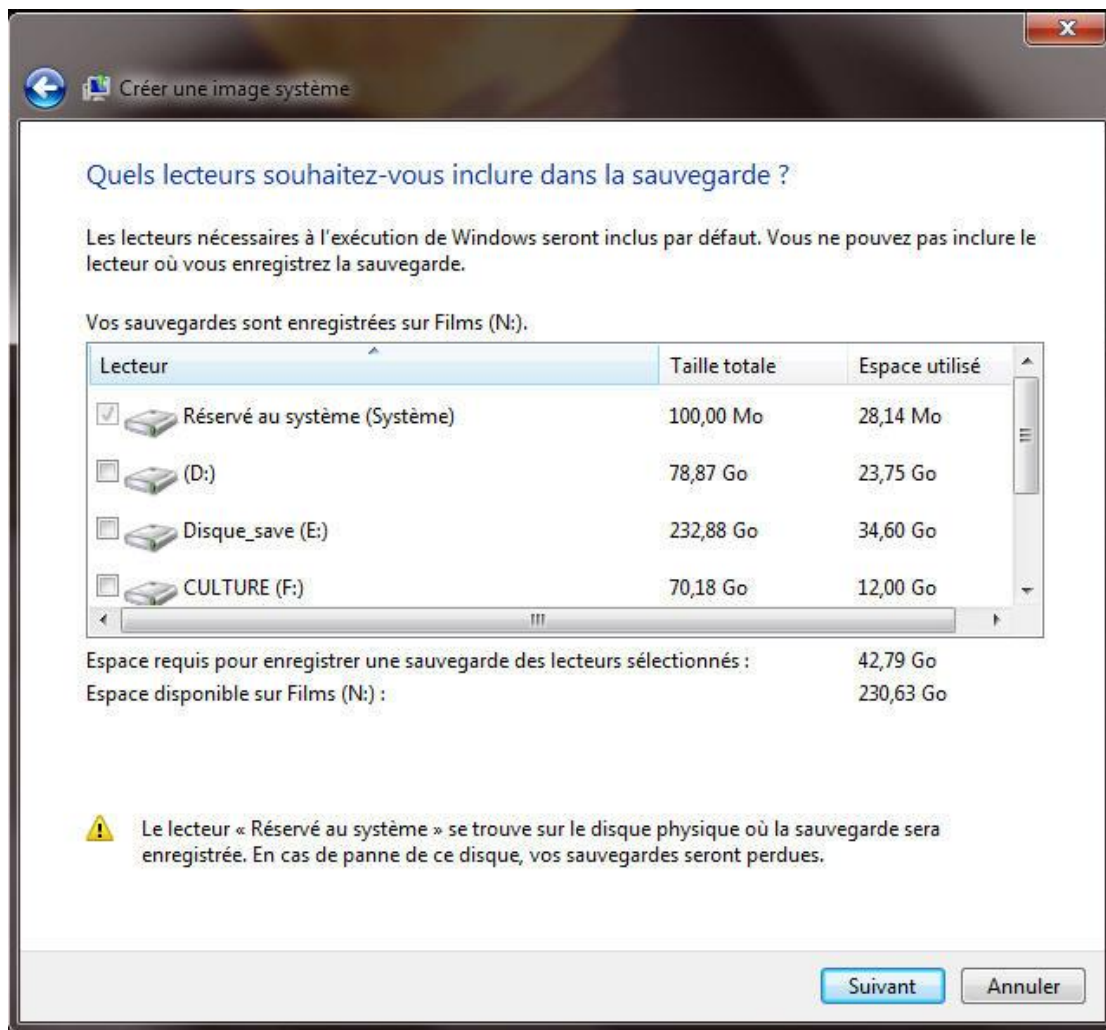 Créer une image système
Quels lecteurs souhaitez-vous inclure dans la sauvegarde ?
Les lecteurs nécessaires à l'exécution de Windows seront inclus par défaut. Vous ne pouvez pas inclure le
lecteur où vous enregistrez la sauvegarde.
Vos sauvegardes sont enregistrées sur Films (N:).
Lecteur Taille totale Espace utilisé
Réservé au système (Système) 100,00 Mo 28,14 Mo
(D:) 78,87 Go 23,75 Go
Disque_save (E:) 232,88 Go 34,60 Go
CULTURE (F:) 70,18 Go 12,00 Go
Espace requis pour enregistrer une sauvegarde des lecteurs sélectionnés : 42,79 Go
Espace disponible sur Films (N:) : 230,63 Go
Le lecteur « Réservé au système » se trouve sur le disque physique où la sauvegarde sera
enregistrée. En cas de panne de ce disque, vos sauvegardes seront perdues.
Suivant Annuler